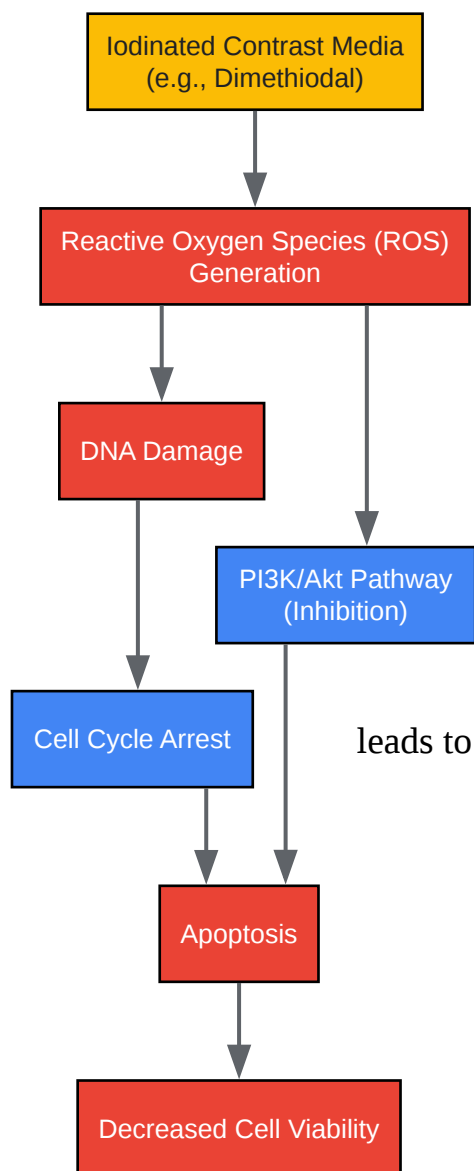 Iodinated Contrast Media
(e.g., Dimethiodal)
Reactive Oxygen Species (ROS)
Generation
DNA Damage
PI3K/Akt Pathway
(Inhibition)
Cell Cycle Arrest
leads to
Apoptosis
Decreased Cell Viability